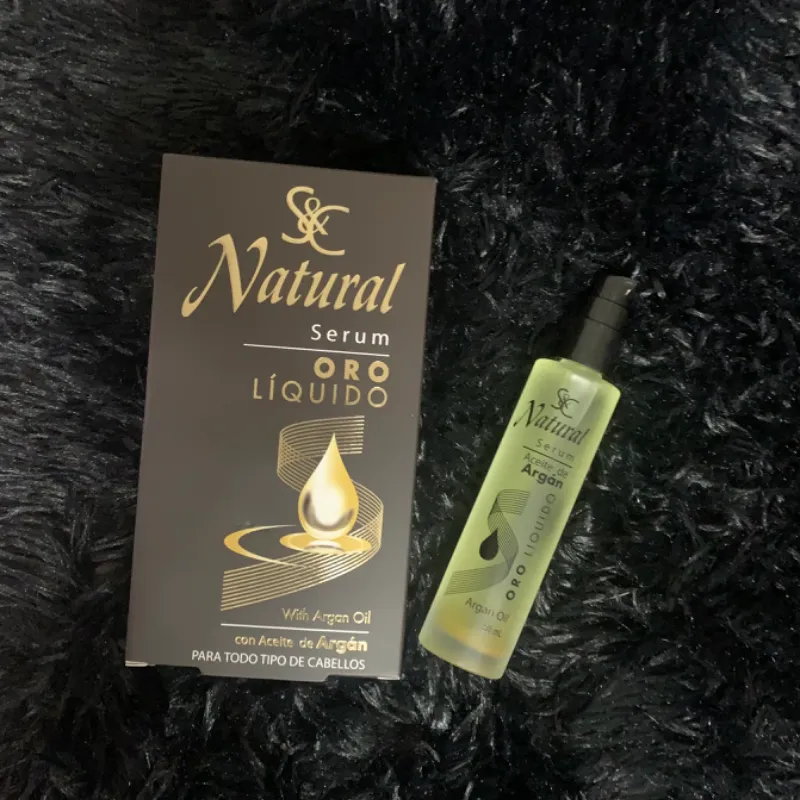 S&C
Natural
Serum
ORO
LÍQUIDO
With Argan Oil
con Aceite de Argán
PARA TODO TIPO DE CABELLOS
S&C
Natural
Serum
Aceite de
Argán
ORO LÍQUIDO
Argan Oil
mL